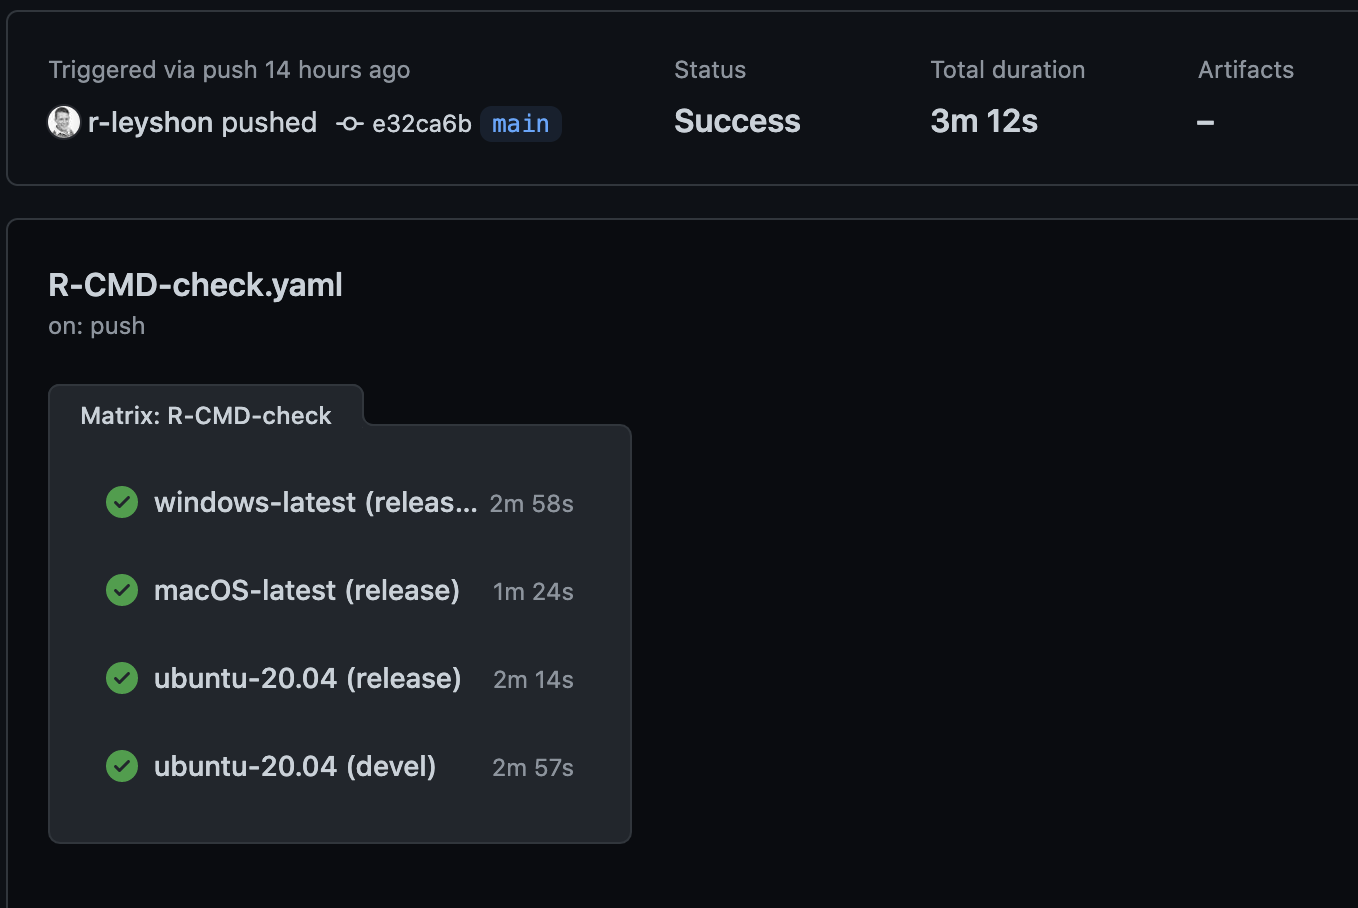 Triggered via push 14 hours ago
r-leyshon pushed e32ca6b main
Status
Success
Total duration
3m 12s
Artifacts
–
R-CMD-check.yaml
on: push
Matrix: R-CMD-check
windows-latest (releas... 2m 58s
macOS-latest (release) 1m 24s
ubuntu-20.04 (release) 2m 14s
ubuntu-20.04 (devel) 2m 57s